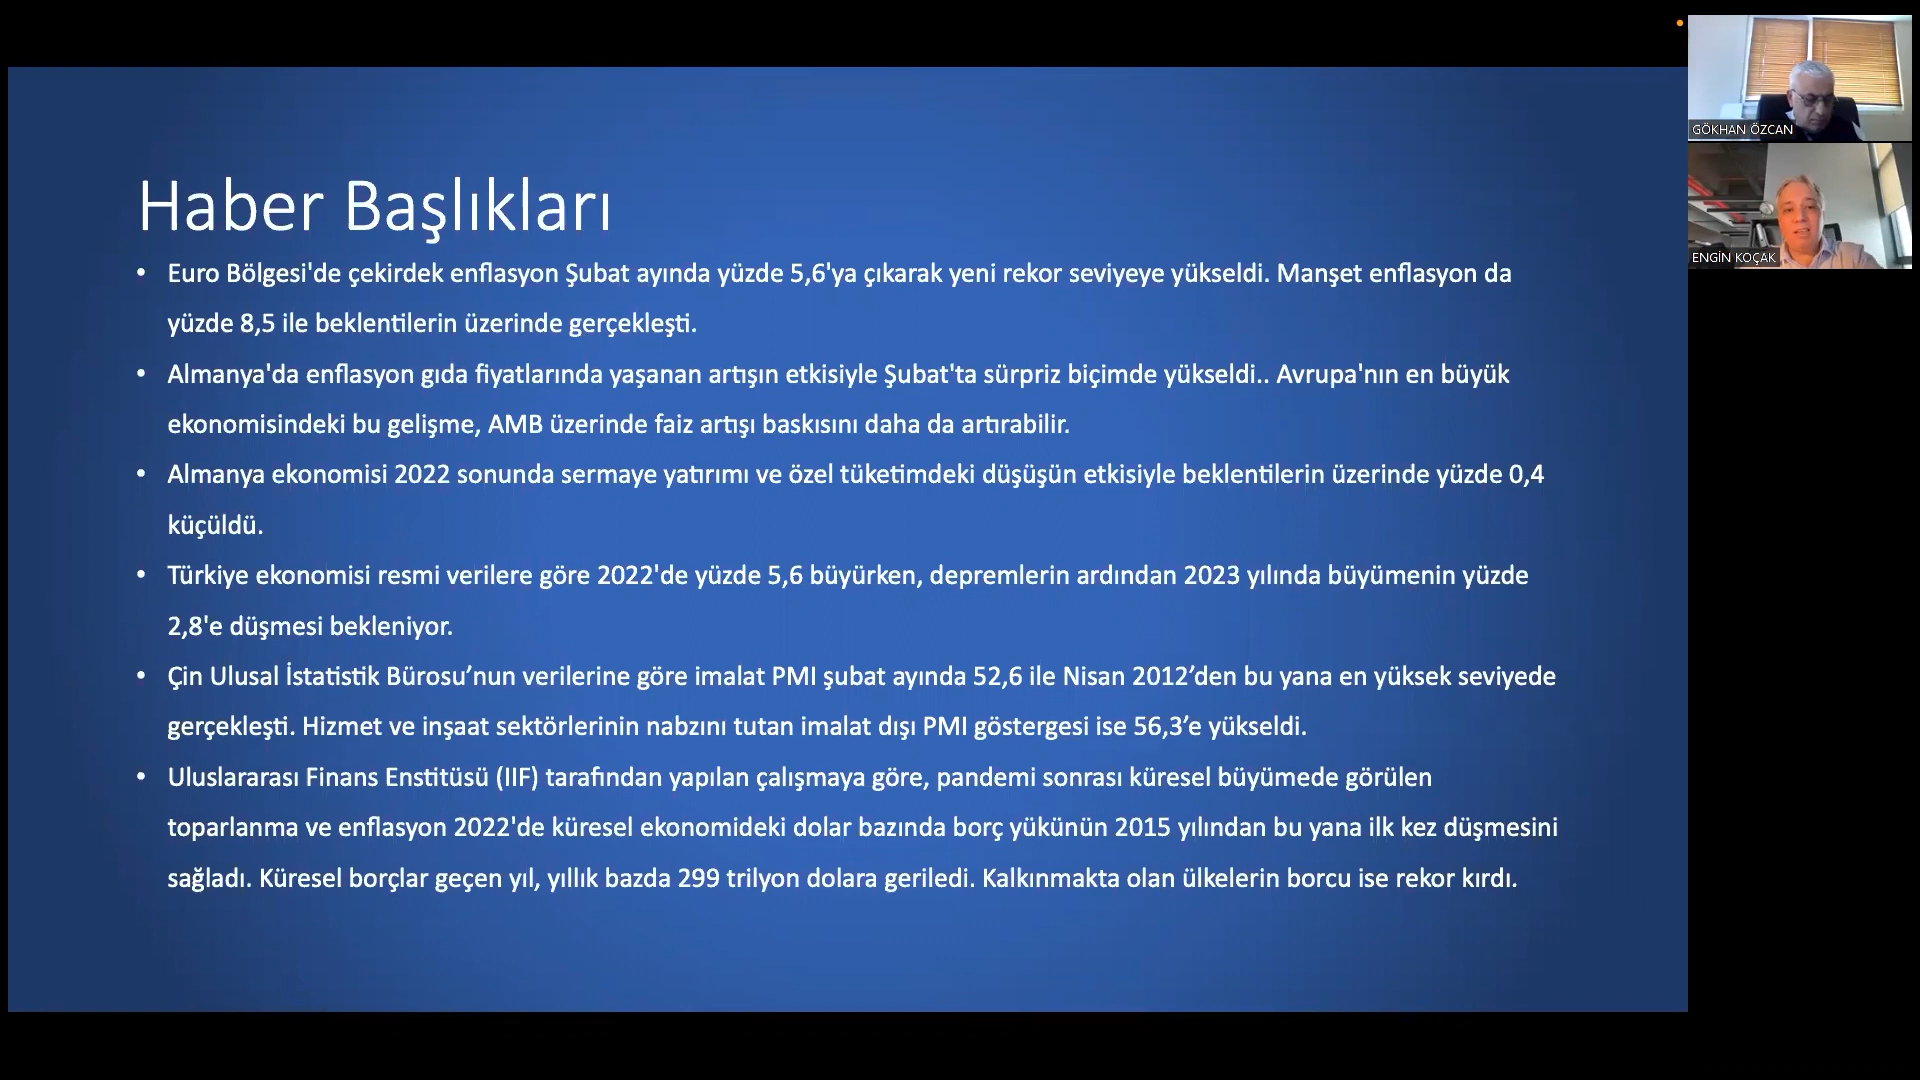 Haber Başlıkları
• Euro Bölgesi'de çekirdek enflasyon Şubat ayında yüzde 5,6'ya çıkarak yeni rekor seviyeye yükseldi. Manşet enflasyon da
yüzde 8,5 ile beklentilerin üzerinde gerçekleşti.
• Almanya'da enflasyon gıda fiyatlarında yaşanan artışın etkisiyle Şubat'ta sürpriz biçimde yükseldi.. Avrupa'nın en büyük
ekonomisindeki bu gelişme, AMB üzerinde faiz artışı baskısını daha da artırabilir.
• Almanya ekonomisi 2022 sonunda sermaye yatırımı ve özel tüketimdeki düşüşün etkisiyle beklentilerin üzerinde yüzde 0,4
küçüldü.
• Türkiye ekonomisi resmi verilere göre 2022'de yüzde 5,6 büyürken, depremlerin ardından 2023 yılında büyümenin yüzde
2,8'e düşmesi bekleniyor.
• Çin Ulusal İstatistik Bürosu’nun verilerine göre imalat PMI şubat ayında 52,6 ile Nisan 2012’den bu yana en yüksek seviyede
gerçekleşti. Hizmet ve inşaat sektörlerinin nabzını tutan imalat dışı PMI göstergesi ise 56,3’e yükseldi.
• Uluslararası Finans Enstitüsü (IIF) tarafından yapılan çalışmaya göre, pandemi sonrası küresel büyümede görülen
toparlanma ve enflasyon 2022'de küresel ekonomideki dolar bazında borç yükünün 2015 yılından bu yana ilk kez düşmesini
sağladı. Küresel borçlar geçen yıl, yıllık bazda 299 trilyon dolara geriledi. Kalkınmakta olan ülkelerin borcu ise rekor kırdı.
GÖKHAN ÖZCAN
ENGİN KOÇAK